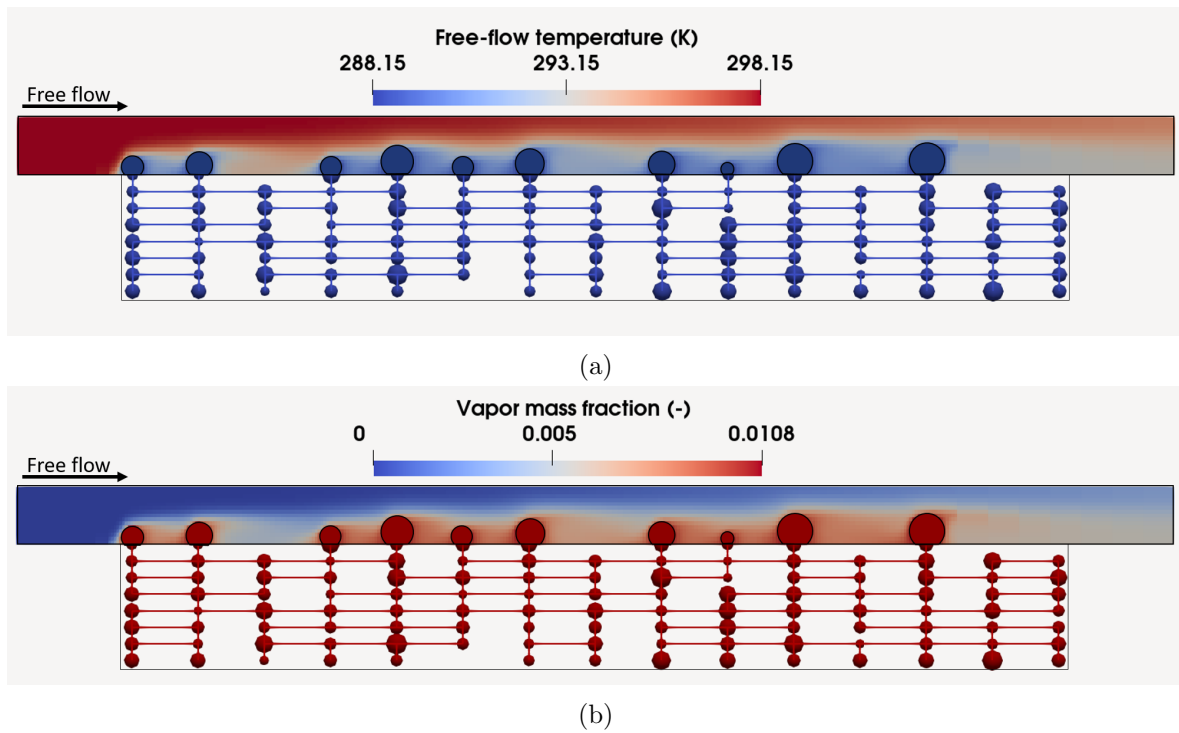 Free-flow temperature (K)
288.15 293.15 298.15
Free flow
(a)
Vapor mass fraction (-)
0 0.005 0.0108
Free flow
(b)